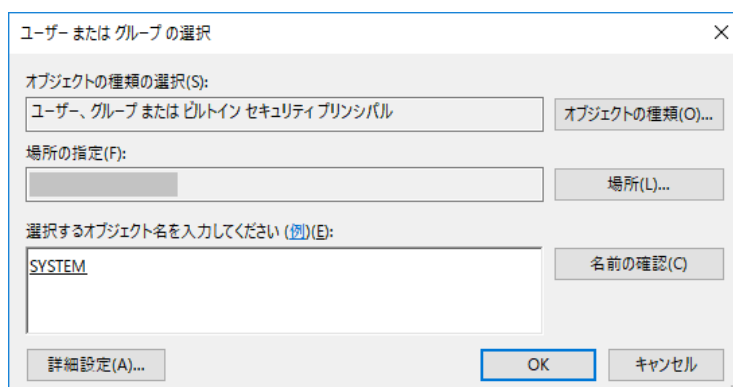 ユーザー または グループ の選択
オブジェクトの種類の選択(S):
ユーザー、グループ または ビルトイン セキュリティ プリンシパル
オブジェクトの種類(O)...
場所の指定(F):
場所(L)...
選択するオブジェクト名を入力してください (例)(E):
SYSTEM
名前の確認(C)
詳細設定(A)...
OK
キャンセル